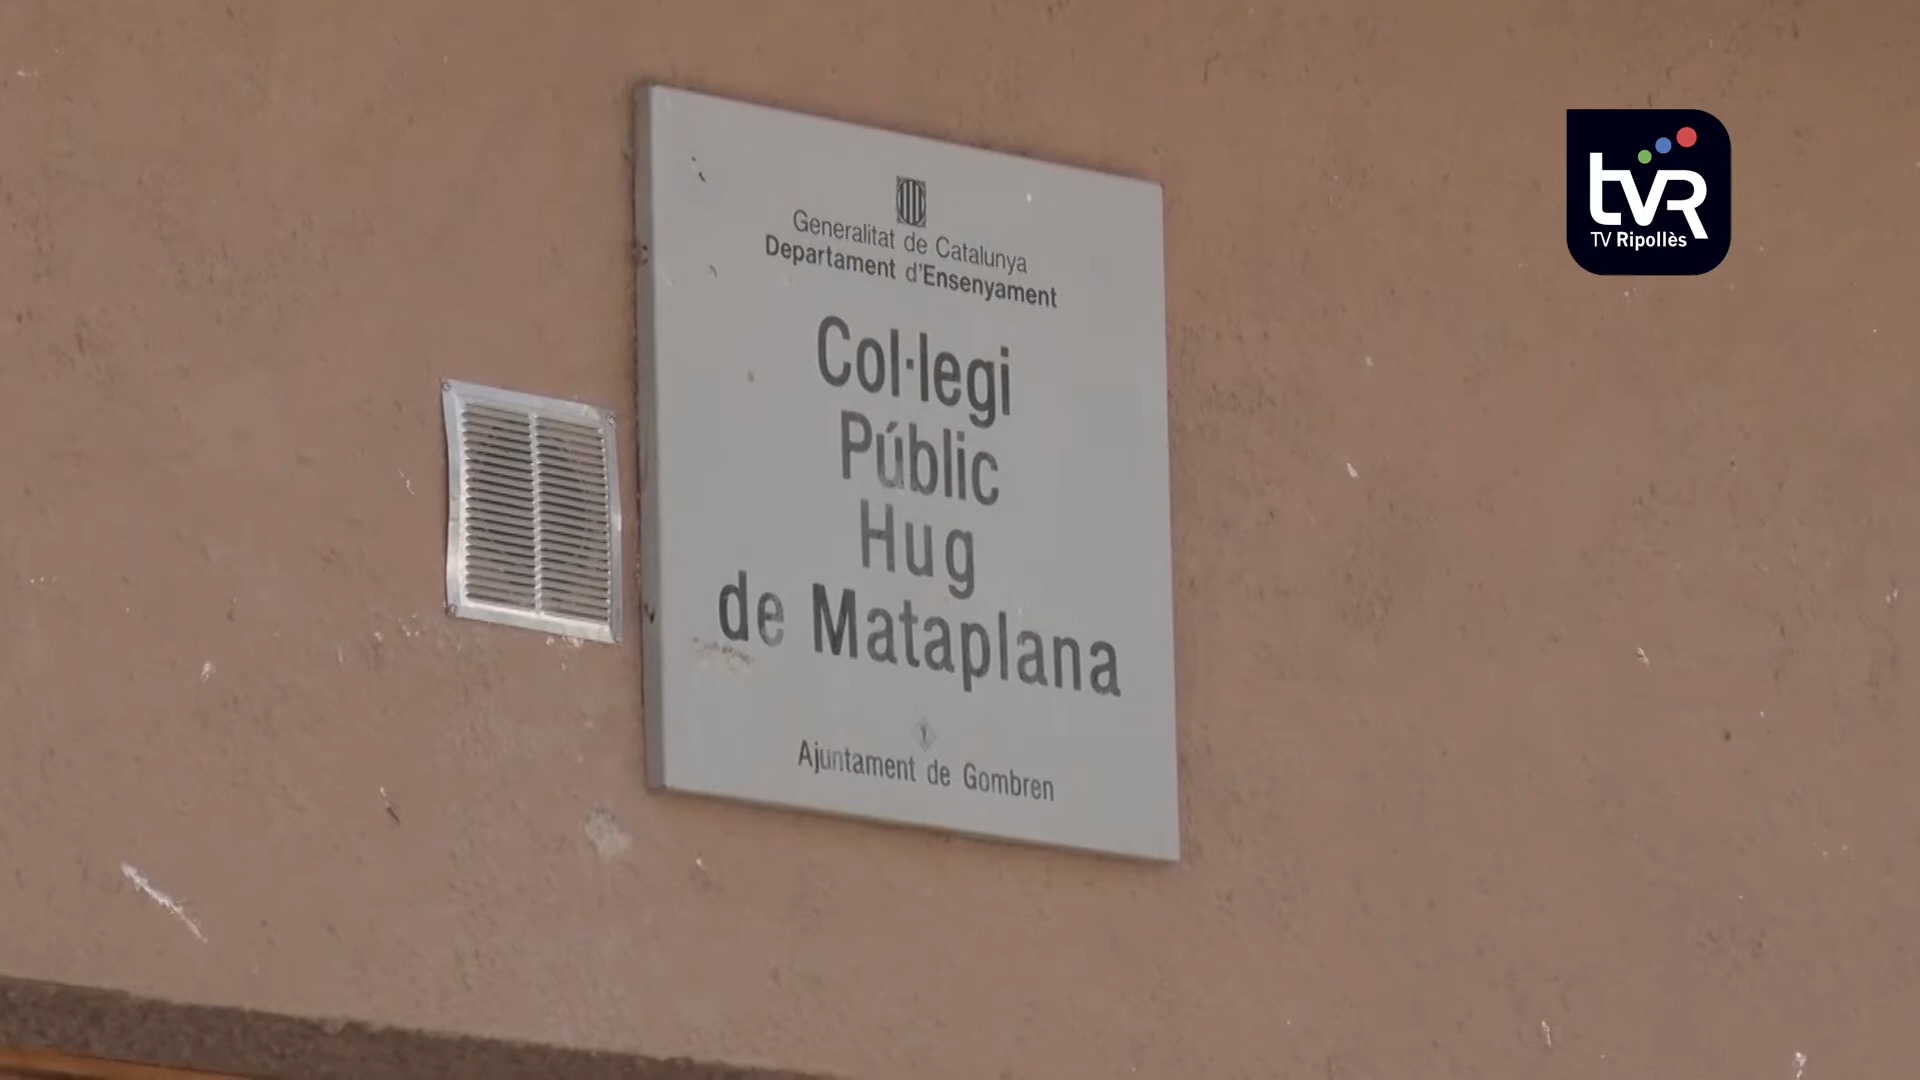 Generalitat de Catalunya
Departament d'Ensenyament
Col·legi
Públic
Hug
de Mataplana
Ajuntament de Gombren
tvR
TV Ripollès